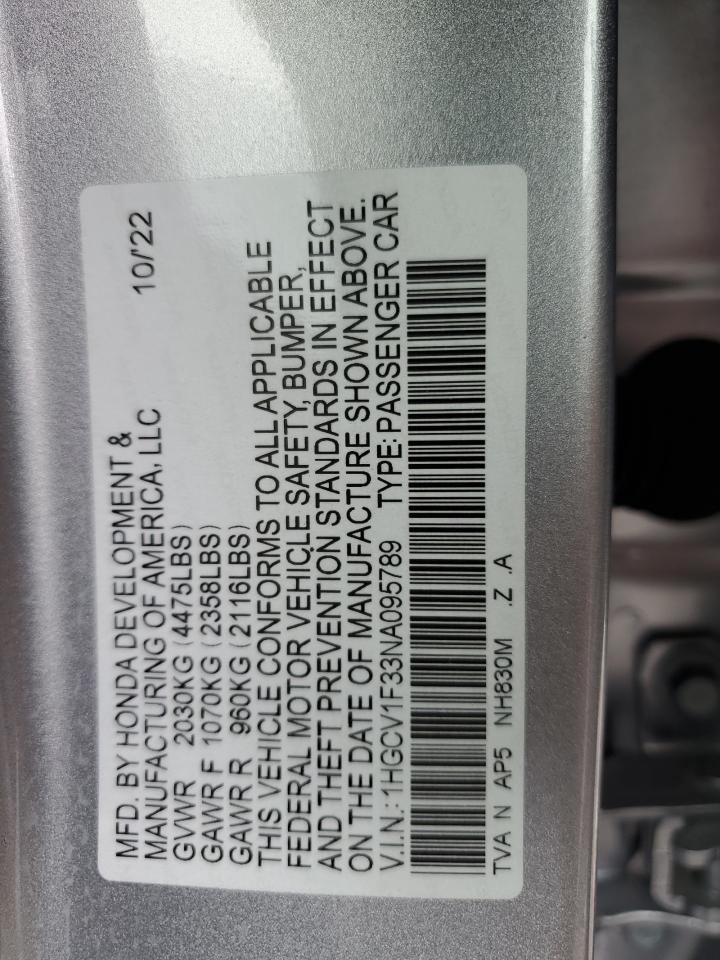 MFD. BY HONDA DEVELOPMENT &
MANUFACTURING OF AMERICA, LLC 10/'22
GVWR 2030KG (4475LBS)
GAWR F 1070KG (2358LBS)
GAWR R 960KG (2116LBS)
THIS VEHICLE CONFORMS TO ALL APPLICABLE
FEDERAL MOTOR VEHICLE SAFETY, BUMPER,
AND THEFT PREVENTION STANDARDS IN EFFECT
ON THE DATE OF MANUFACTURE SHOWN ABOVE.
V.I.N.: 1HGCV1F33NA095789 TYPE: PASSENGER CAR
TVA N AP5 NH830M .Z .A